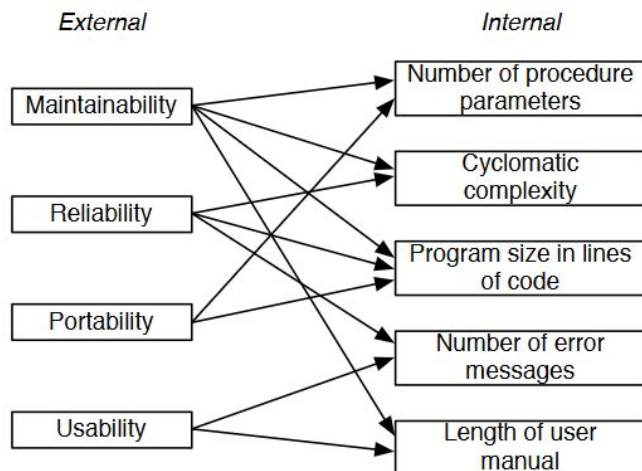 External
Internal
Maintainability
Reliability
Portability
Usability
Number of procedure
parameters
Cyclomatic
complexity
Program size in lines
of code
Number of error
messages
Length of user
manual